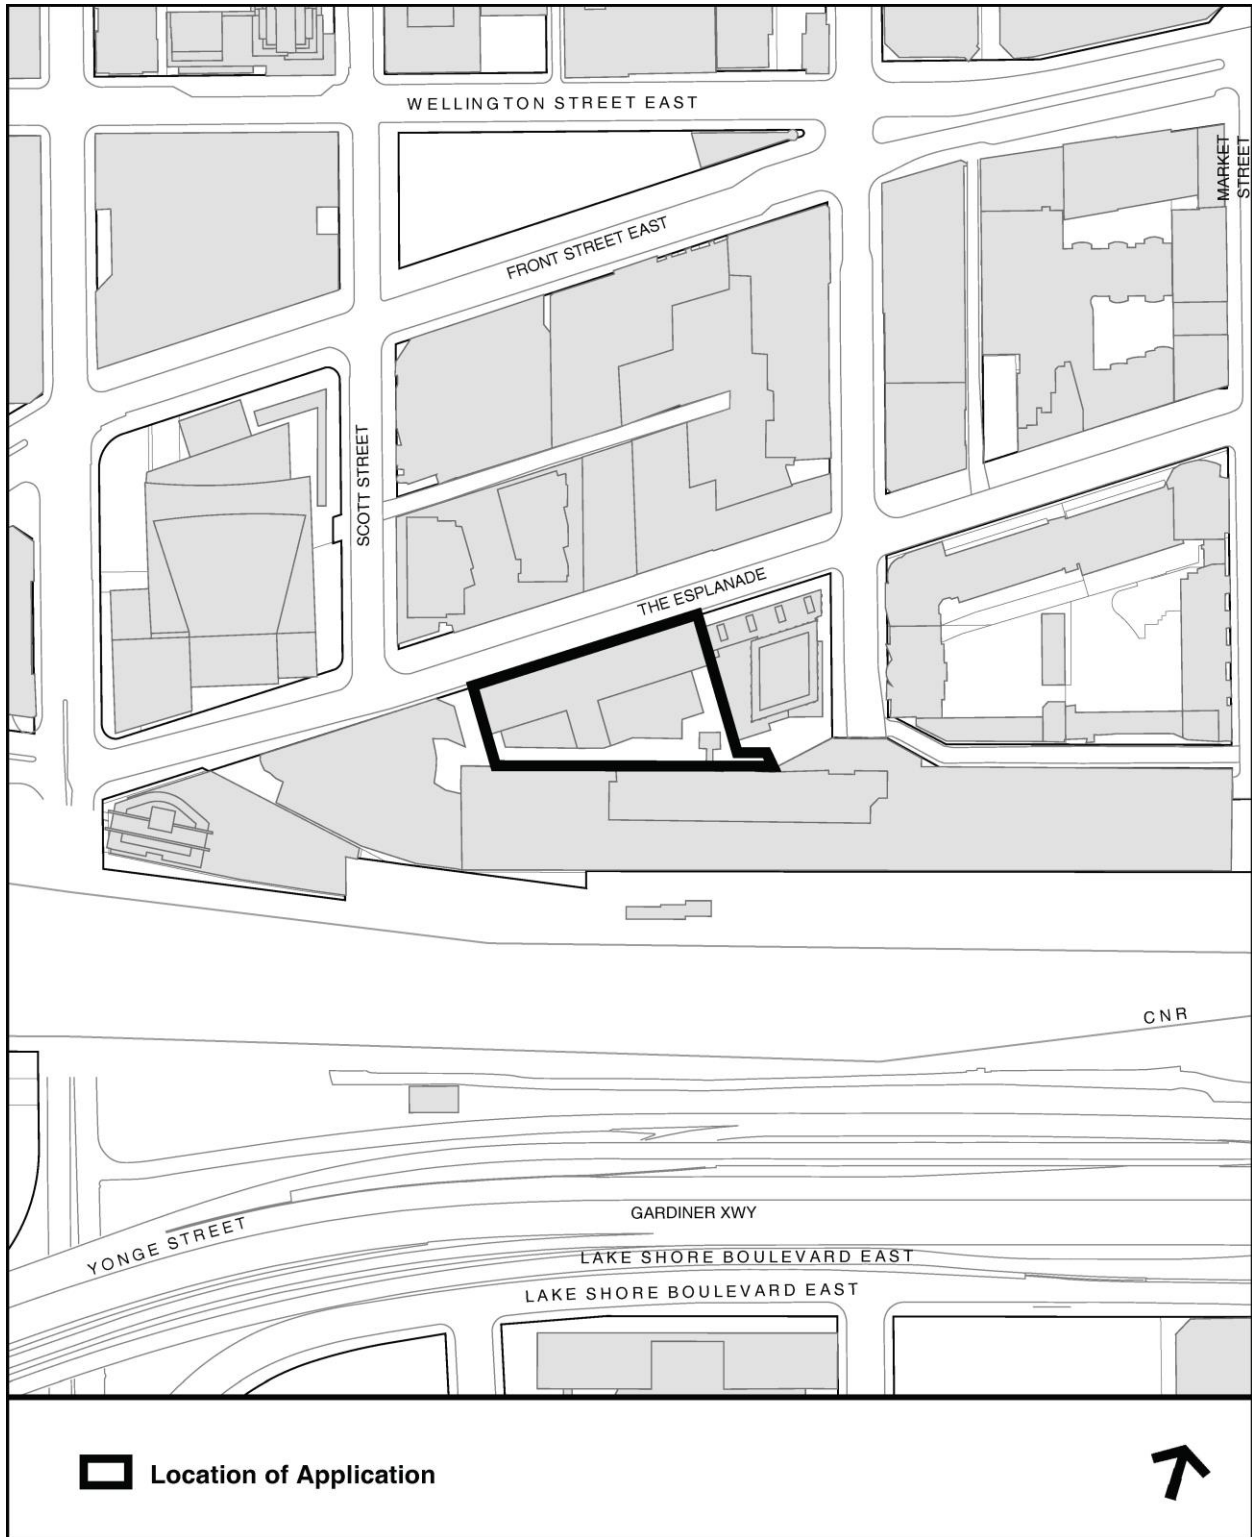 WELLINGTON STREET EAST
MARKET
STREET
FRONT STREET EAST
SCOTT STREET
THE ESPLANADE
CNR
YONGE STREET
GARDINER XWY
LAKE SHORE BOULEVARD EAST
LAKE SHORE BOULEVARD EAST
Location of Application